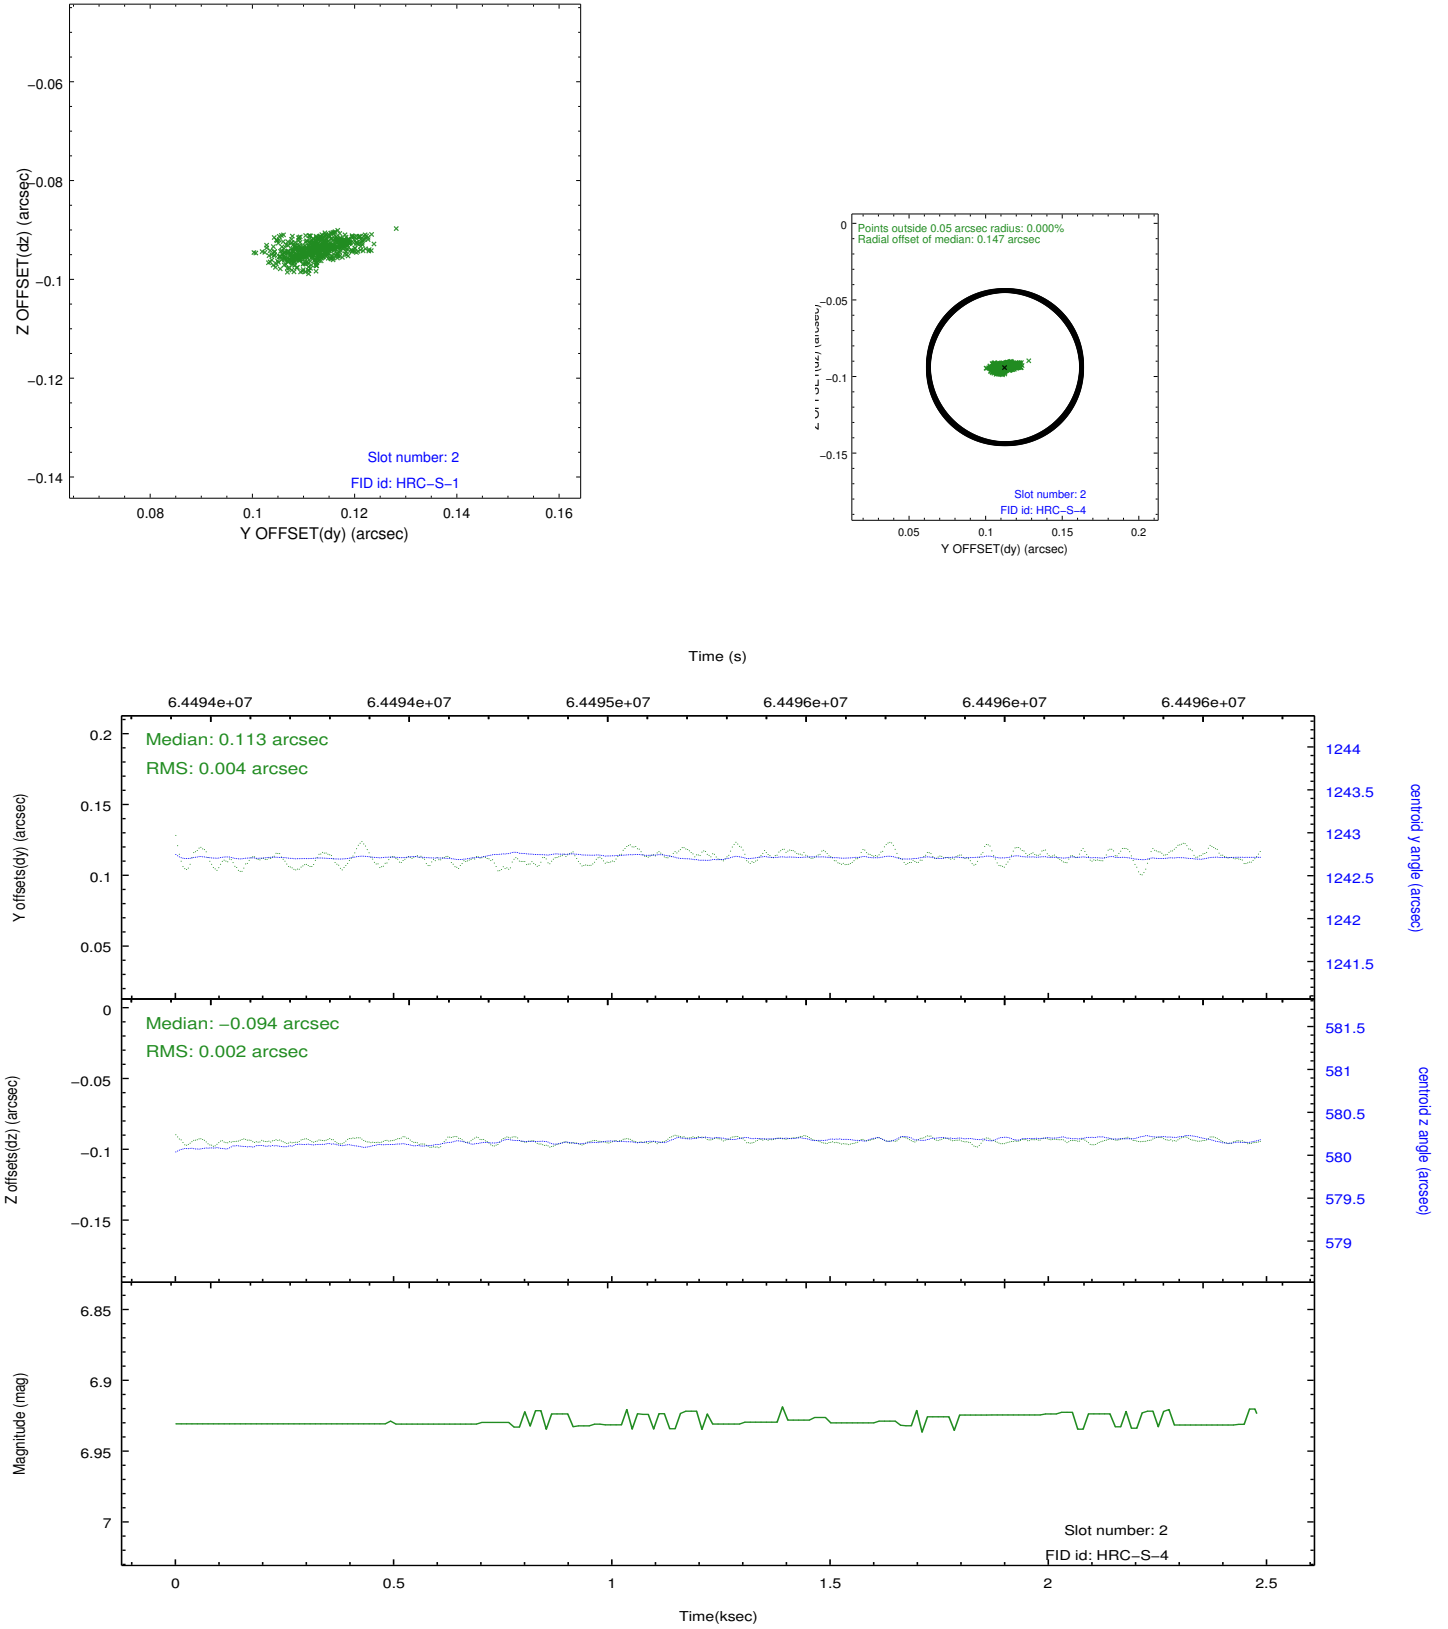 −0.06
−0.08
−0.1
−0.12
−0.14
Z OFFSET(dz) (arcsec)
Slot number: 2
FID id: HRC−S−1
0.08
0.1
0.12
0.14
0.16
Y OFFSET(dy) (arcsec)
Points outside 0.05 arcsec radius: 0.000%
Radial offset of median: 0.147 arcsec
0
−0.05
−0.1
−0.15
Z OFFSET(dz) (arcsec)
Slot number: 2
FID id: HRC−S−4
0.05
0.1
0.15
0.2
Y OFFSET(dy) (arcsec)
Time (s)
6.4494e+07
6.4494e+07
6.4495e+07
6.4496e+07
6.4496e+07
6.4496e+07
Median: 0.113 arcsec
RMS: 0.004 arcsec
0.2
0.15
0.1
0.05
Y offsets(dy) (arcsec)
1244
1243.5
1243
1242.5
1242
1241.5
centroid y angle (arcsec)
Median: −0.094 arcsec
RMS: 0.002 arcsec
0
−0.05
−0.1
−0.15
Z offsets(dz) (arcsec)
581.5
581
580.5
580
579.5
579
centroid z angle (arcsec)
6.85
6.9
6.95
7
Magnitude (mag)
Slot number: 2
FID id: HRC−S−4
0
0.5
1
1.5
2
2.5
Time(ksec)